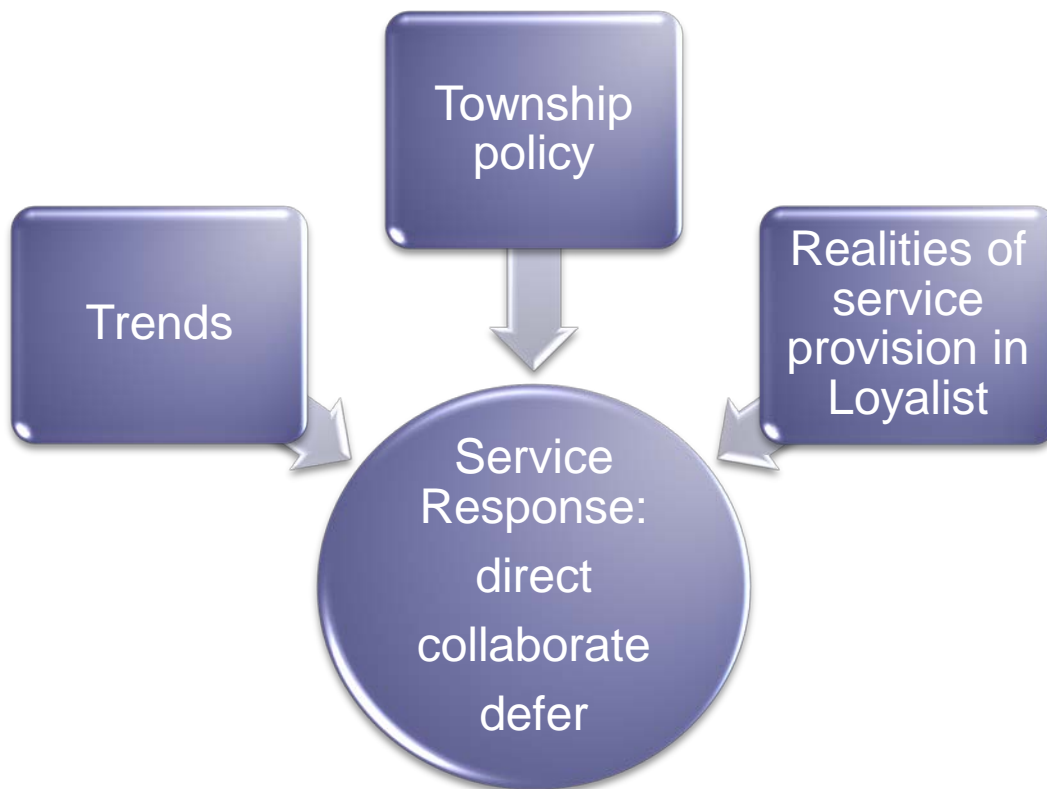 Township
policy
Trends
Realities of
service
provision in
Loyalist
Service
Response:
direct
collaborate
defer